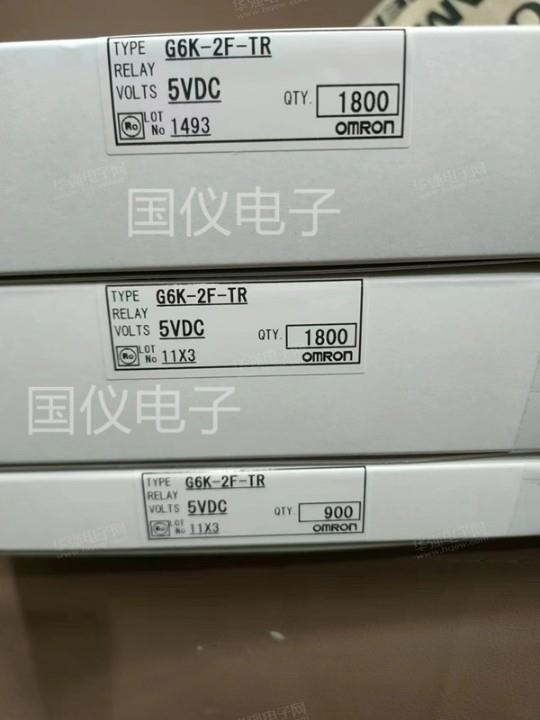 TYPE G6K-2F-TR
RELAY
VOLTS 5VDC
QTY. 1800
LOT No 1493
OMRON
国仪电子
TYPE G6K-2F-TR
RELAY
VOLTS 5VDC
QTY. 1800
LOT No 11X3
OMRON
国仪电子
TYPE G6K-2F-TR
RELAY
VOLTS 5VDC
QTY. 900
LOT No 11X3
OMRON